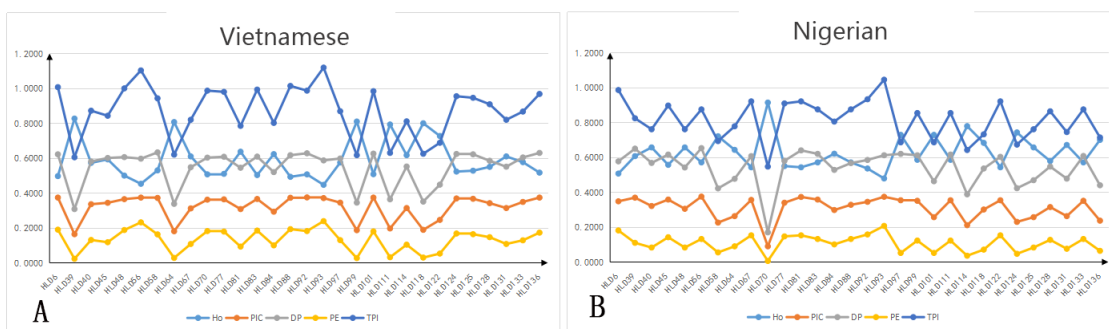 Vietnamese
1.2000
1.0000
0.8000
0.6000
0.4000
0.2000
0.0000
HLD6 HLD39 HLD40 HLD45 HLD48 HLD56 HLD58 HLD64 HLD67 HLD70 HLD77 HLD81 HLD83 HLD84 HLD88 HLD92 HLD93 HLD97 HLD99 HLD101 HLD111 HLD114 HLD118 HLD122 HLD124 HLD125 HLD128 HLD131 HLD133 HLD136
A
Ho PIC DP PE TPI
Nigerian
1.2000
1.0000
0.8000
0.6000
0.4000
0.2000
0.0000
HLD6 HLD39 HLD40 HLD45 HLD48 HLD56 HLD58 HLD64 HLD67 HLD70 HLD77 HLD81 HLD83 HLD84 HLD88 HLD92 HLD93 HLD97 HLD99 HLD101 HLD111 HLD114 HLD118 HLD122 HLD124 HLD125 HLD128 HLD131 HLD133 HLD136
B
Ho PIC DP PE TPI